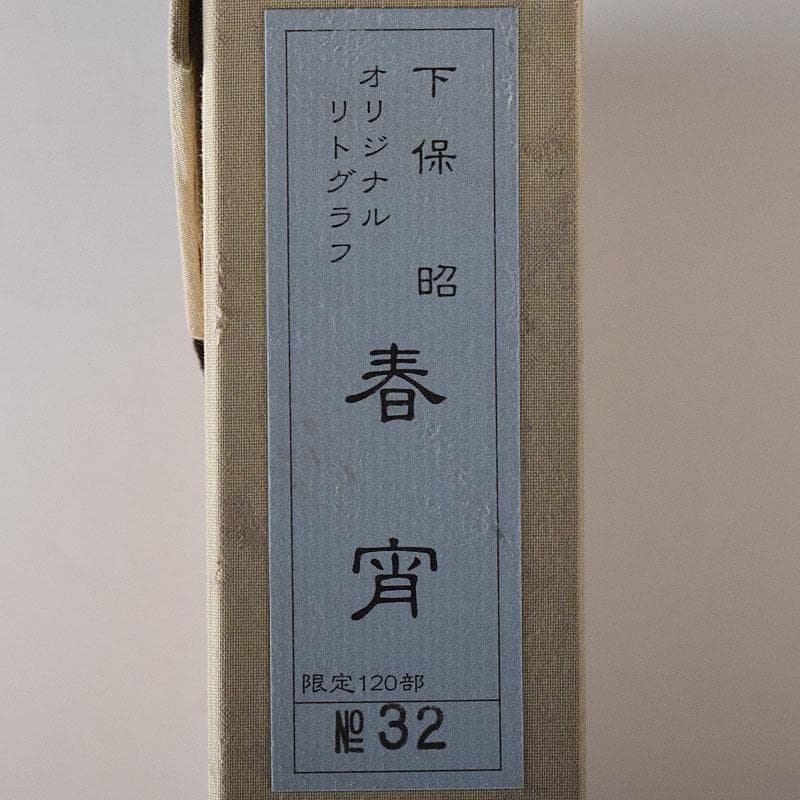 下保 昭
オリジナル
リトグラフ
春宵
限定120部
№32